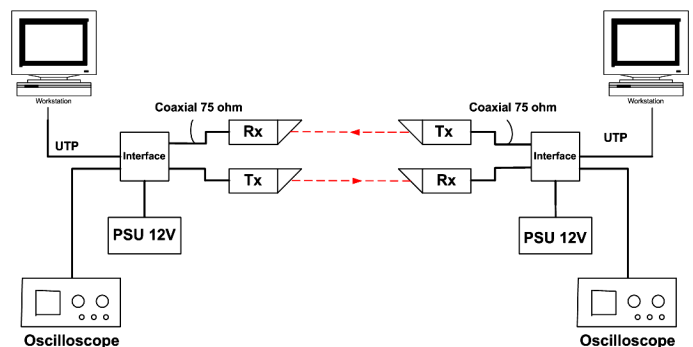 Workstation
Workstation
Coaxial 75 ohm
Coaxial 75 ohm
UTP
Interface
Rx
Tx
Interface
UTP
Tx
Rx
PSU 12V
PSU 12V
Oscilloscope
Oscilloscope